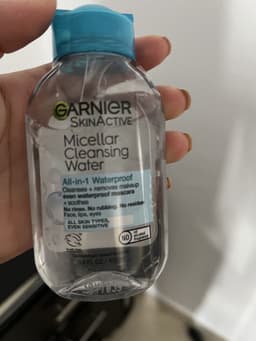 GARNIER
SKINACTIVE
Micellar
Cleansing
Water
All-in-1 Waterproof
Cleanses + removes makeup
even waterproof mascara
+ soothes
No rinse. No rubbing. No residue.
Face, lips, eyes
ALL SKIN TYPES,
EVEN SENSITIVE
NO